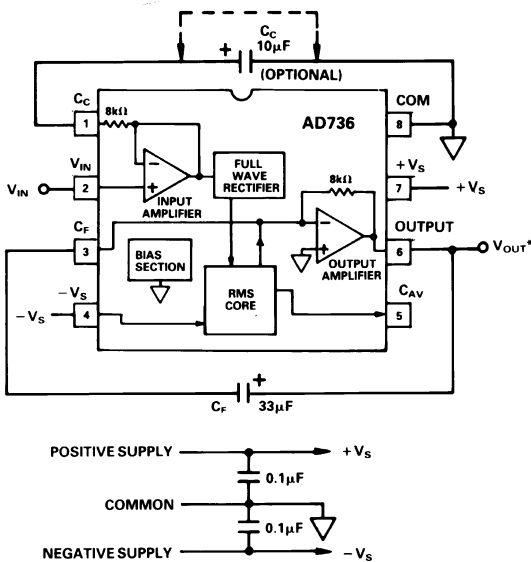 C_C
10μF
+
(OPTIONAL)
C_C
1
8kΩ
AD736
COM
8
V_IN
V_IN
2
−
+
INPUT
AMPLIFIER
FULL
WAVE
RECTIFIER
+V_S
7
+V_S
8kΩ
C_F
3
BIAS
SECTION
−
+
OUTPUT
AMPLIFIER
OUTPUT
6
V_OUT*
−V_S
−V_S
4
RMS
CORE
C_AV
5
C_F
+
33μF
POSITIVE SUPPLY
+V_S
0.1μF
COMMON
0.1μF
NEGATIVE SUPPLY
−V_S